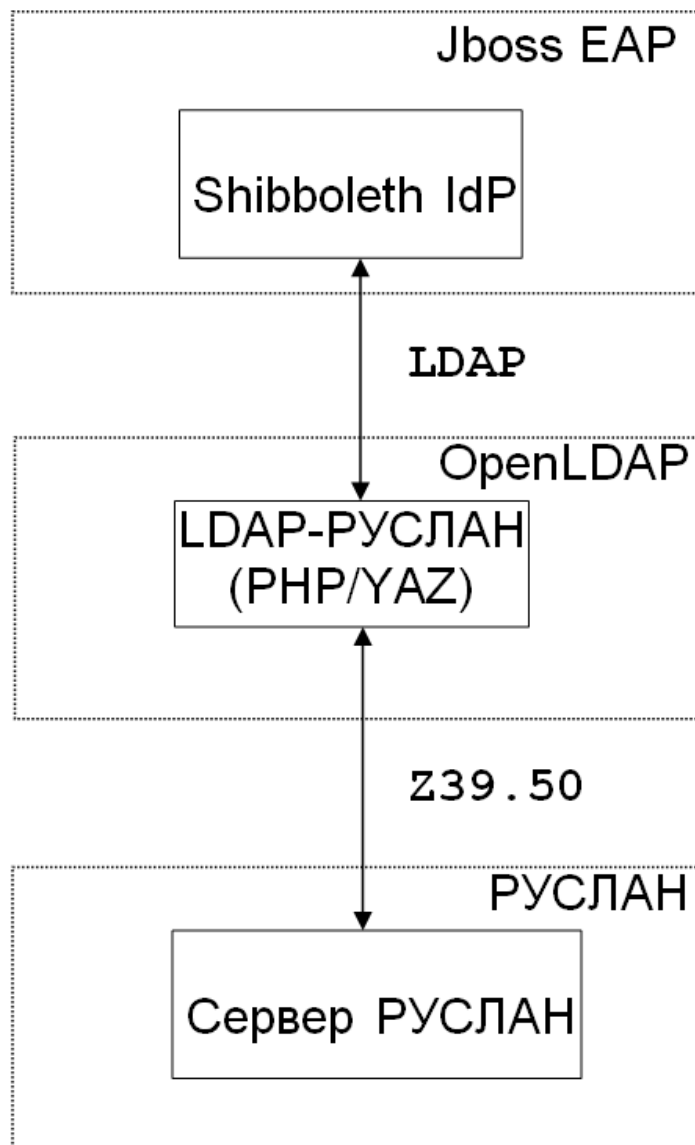 Jboss EAP
Shibboleth IdP
LDAP
OpenLDAP
LDAP-РУСЛАН
(PHP/YAZ)
Z39.50
РУСЛАН
Сервер РУСЛАН